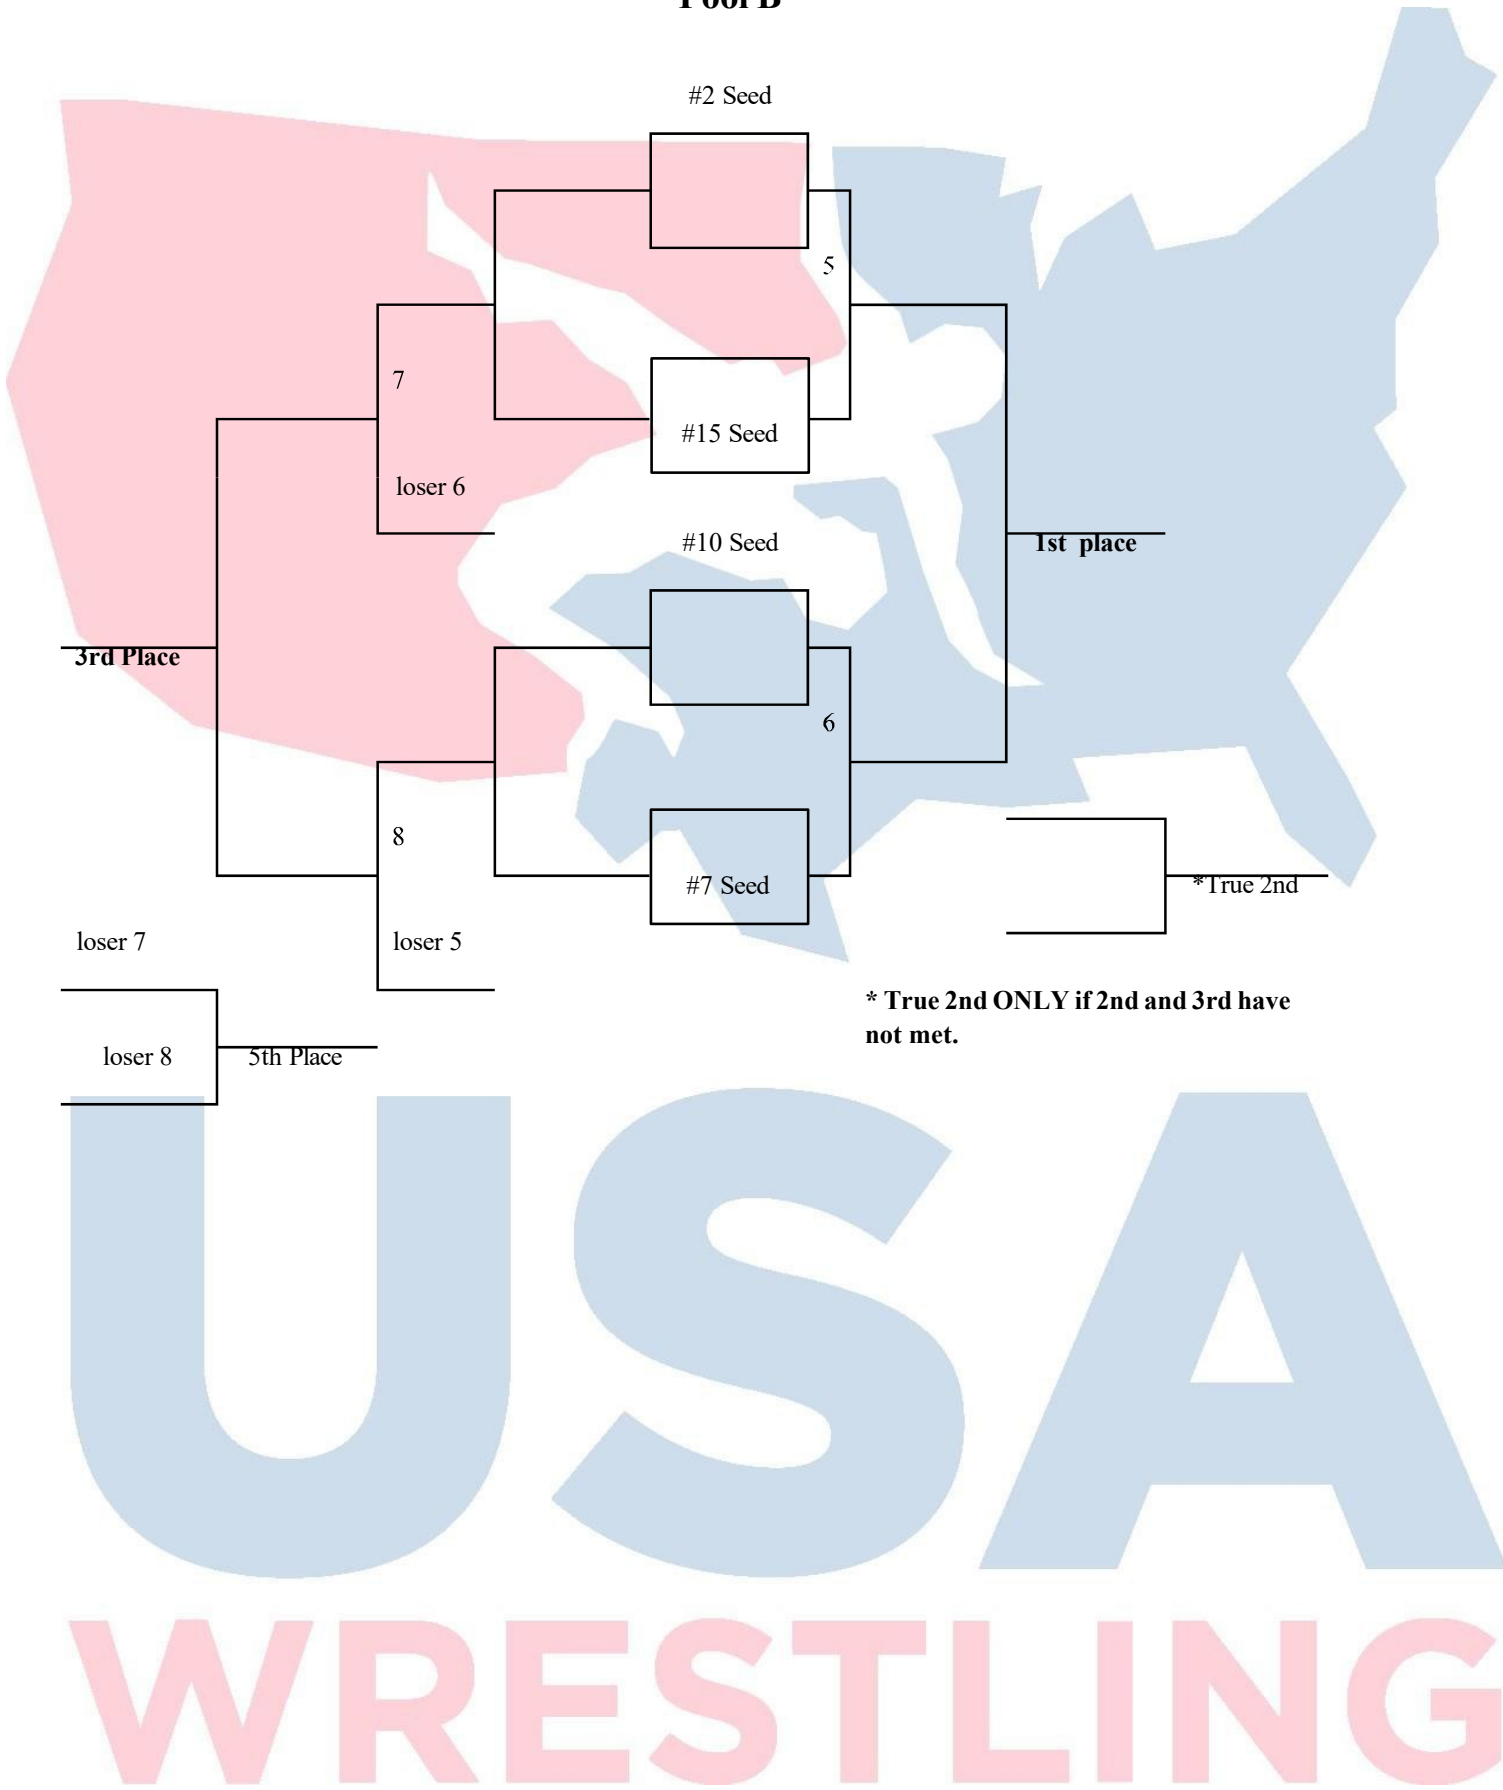 Pool B
#2 Seed
5
7
#15 Seed
loser 6
#10 Seed
1st place
3rd Place
6
8
#7 Seed
*True 2nd
loser 7
loser 5
* True 2nd ONLY if 2nd and 3rd have
not met.
loser 8
5th Place
USA
WRESTLING